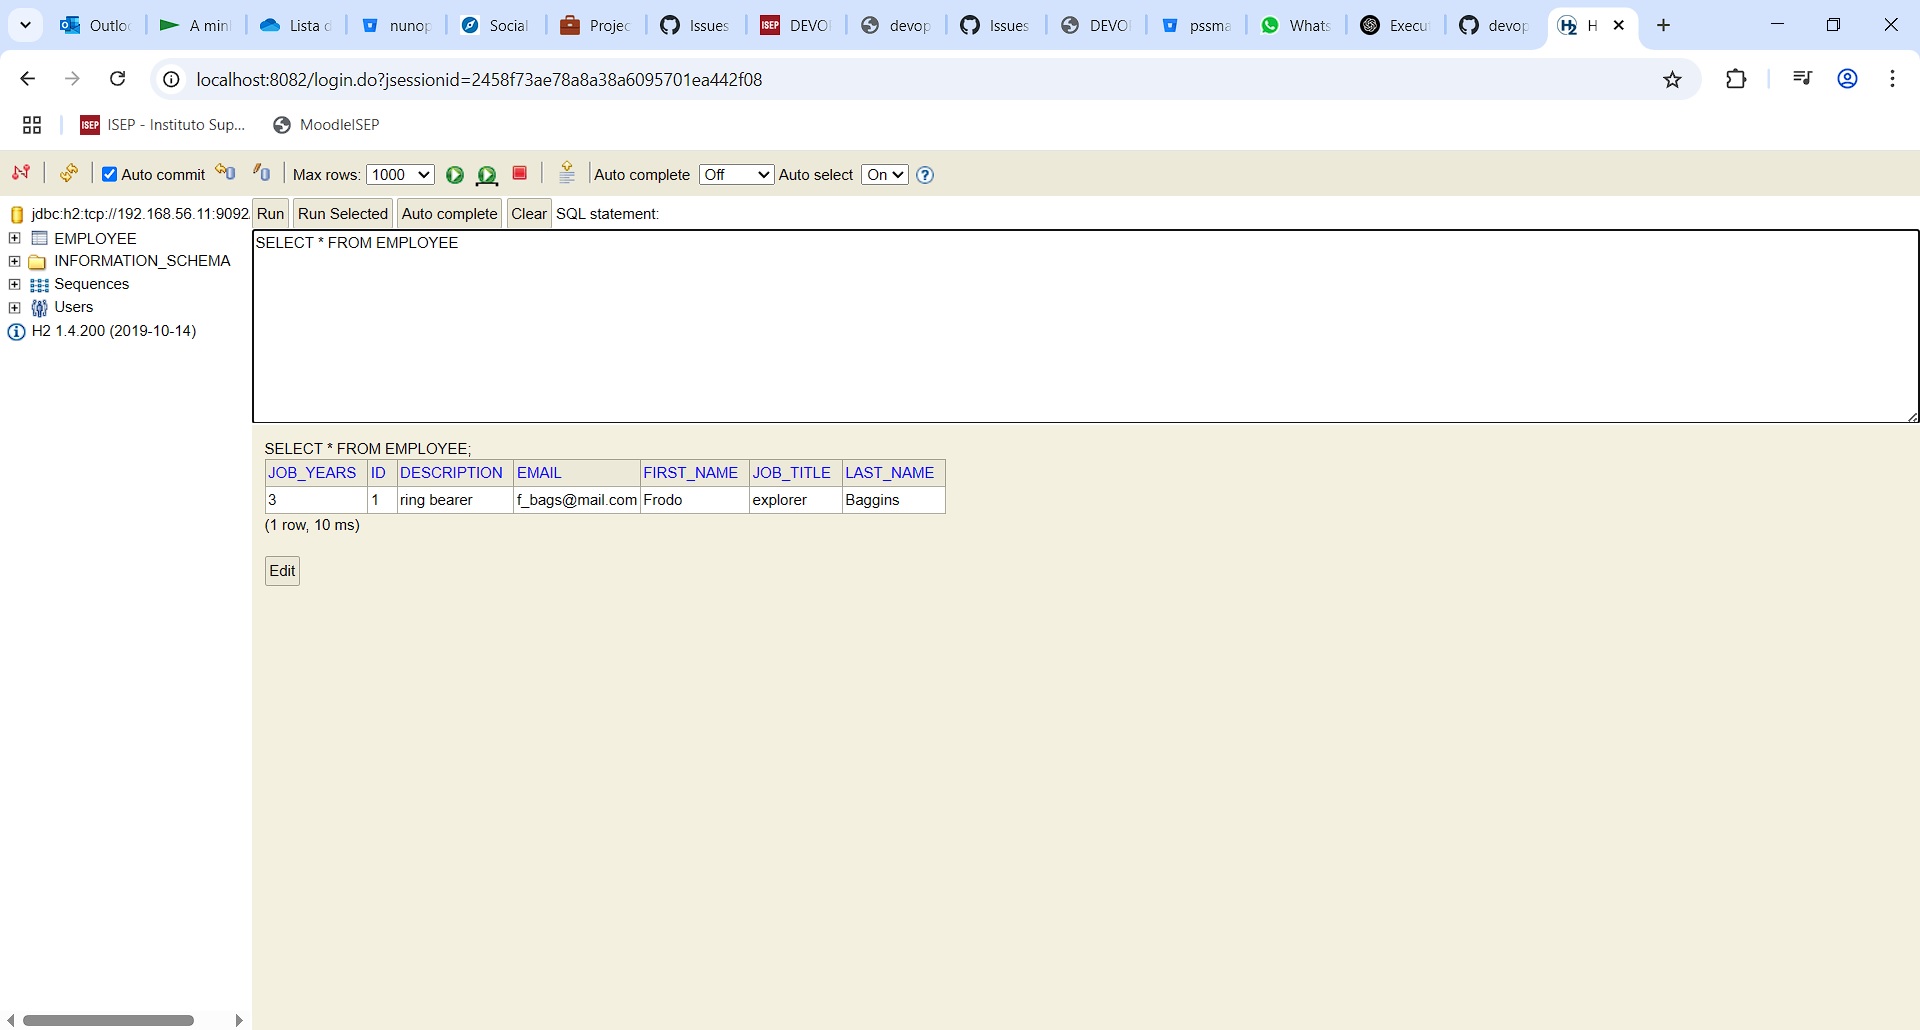 Outlo
A min
Lista d
nunop
Social
Projec
Issues
ISEP
DEVO
devop
Issues
DEVO
pssma
Whats
Execu
devop
H2 H
localhost:8082/login.do?jsessionid=2458f73ae78a8a38a6095701ea442f08
ISEP ISEP - Instituto Sup...
MoodleISEP
Auto commit
Max rows: 1000
Auto complete Off
Auto select On
?
jdbc:h2:tcp://192.168.56.11:9092
EMPLOYEE
INFORMATION_SCHEMA
Sequences
Users
H2 1.4.200 (2019-10-14)
Run Run Selected Auto complete Clear SQL statement:
SELECT * FROM EMPLOYEE
SELECT * FROM EMPLOYEE;
JOB_YEARS ID DESCRIPTION EMAIL FIRST_NAME JOB_TITLE LAST_NAME
3 1 ring bearer f_bags@mail.com Frodo explorer Baggins
(1 row, 10 ms)
Edit